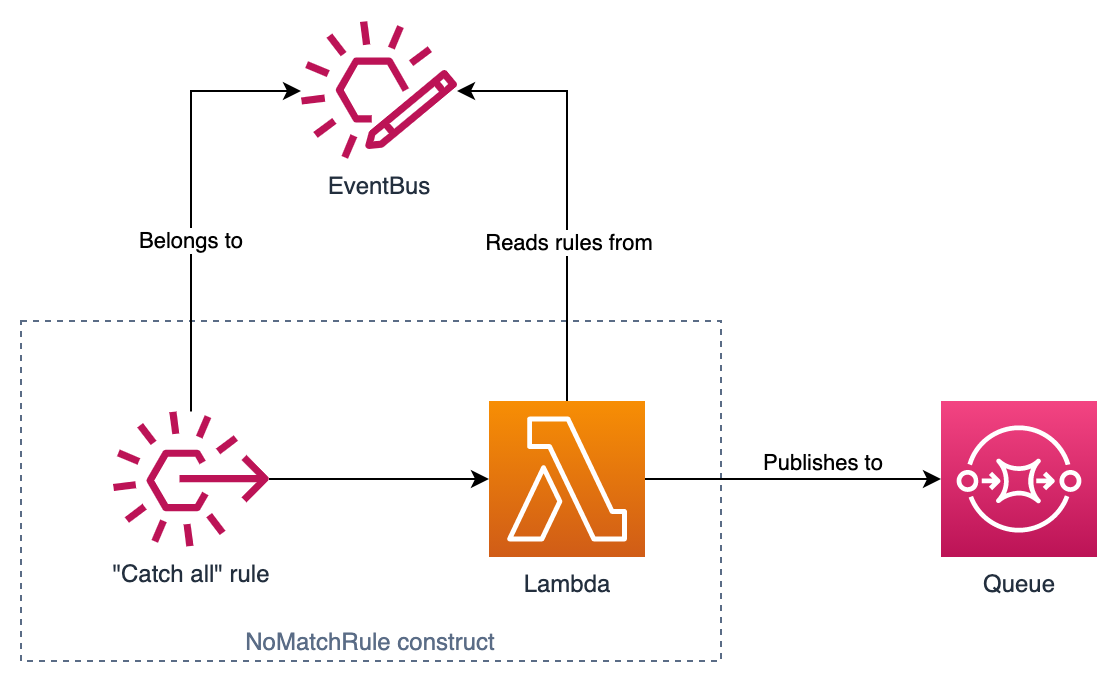 EventBus
Belongs to
Reads rules from
Publishes to
"Catch all" rule
Lambda
Queue
NoMatchRule construct